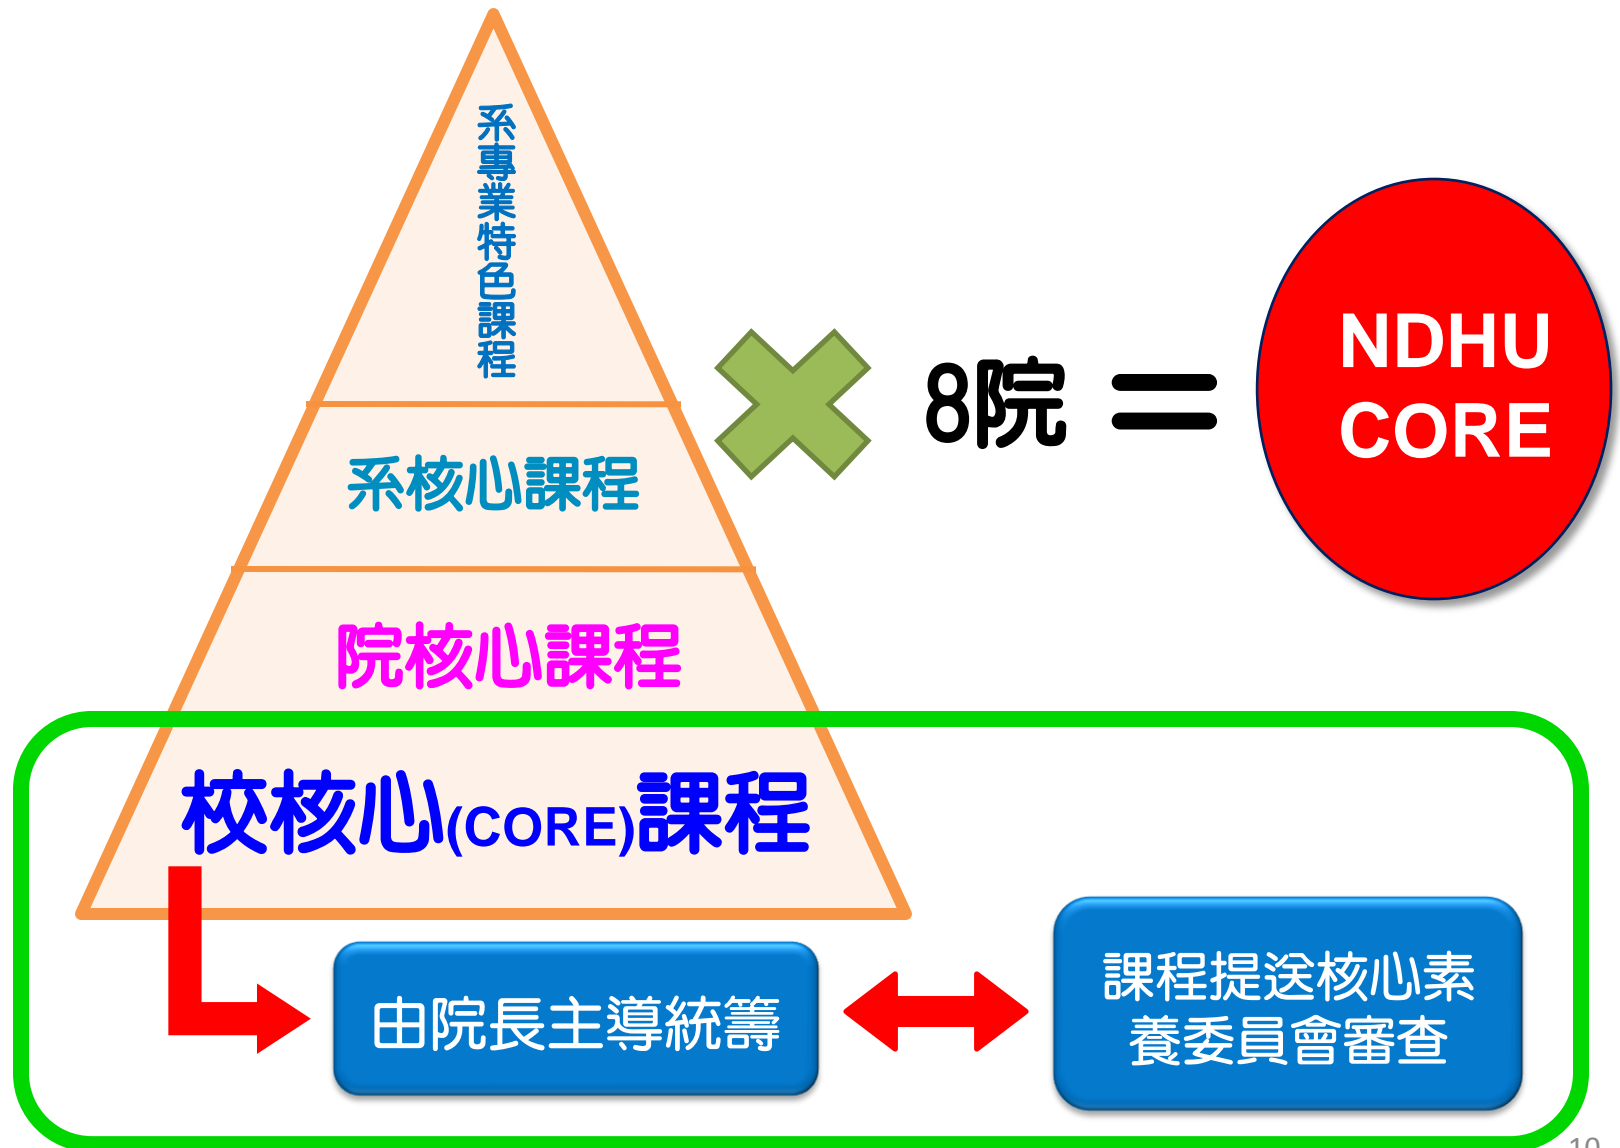 系專業特色課程
系核心課程
院核心課程
校核心(CORE)課程
8院 =
NDHU
CORE
由院長主導統籌
課程提送核心素
養委員會審查
10